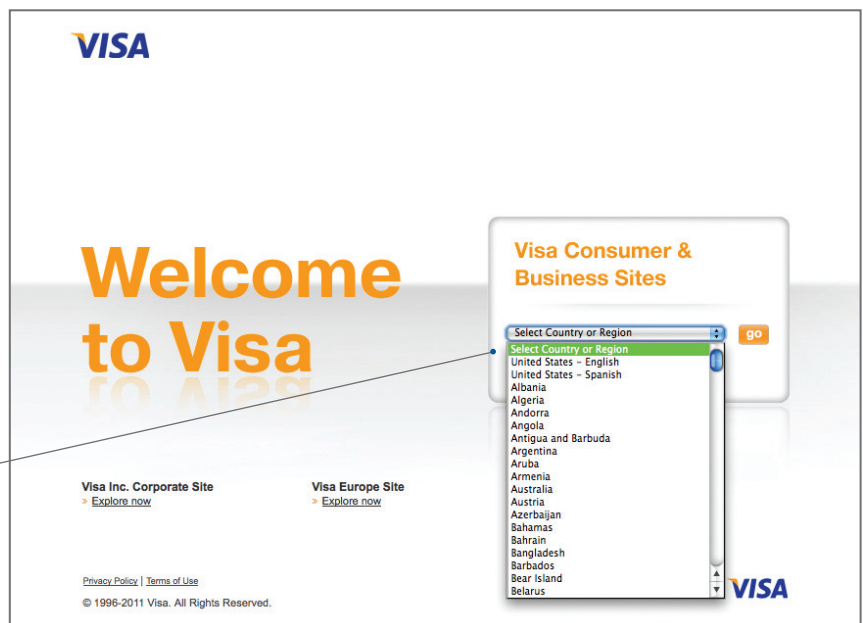 VISA
Welcome
to Visa
Visa Consumer &
Business Sites
Select Country or Region
go
Select Country or Region
United States – English
United States – Spanish
Albania
Algeria
Andorra
Angola
Antigua and Barbuda
Argentina
Aruba
Armenia
Australia
Austria
Azerbaijan
Bahamas
Bahrain
Bangladesh
Barbados
Bear Island
Belarus
Visa Inc. Corporate Site
» Explore now
Visa Europe Site
» Explore now
Privacy Policy | Terms of Use
© 1996-2011 Visa. All Rights Reserved.
VISA